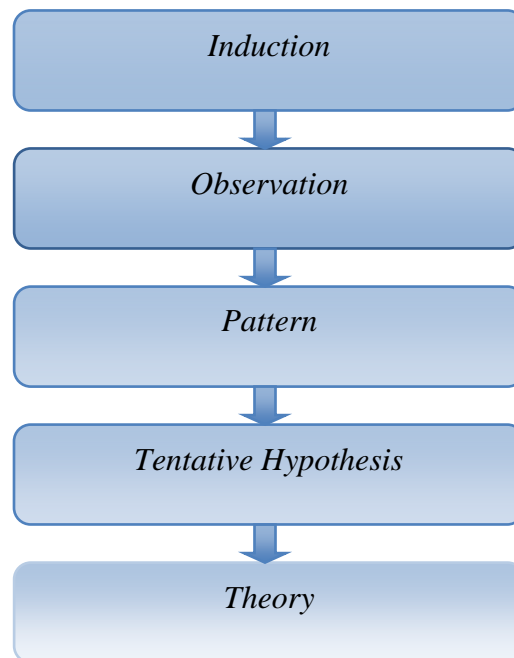 Induction
Observation
Pattern
Tentative Hypothesis
Theory